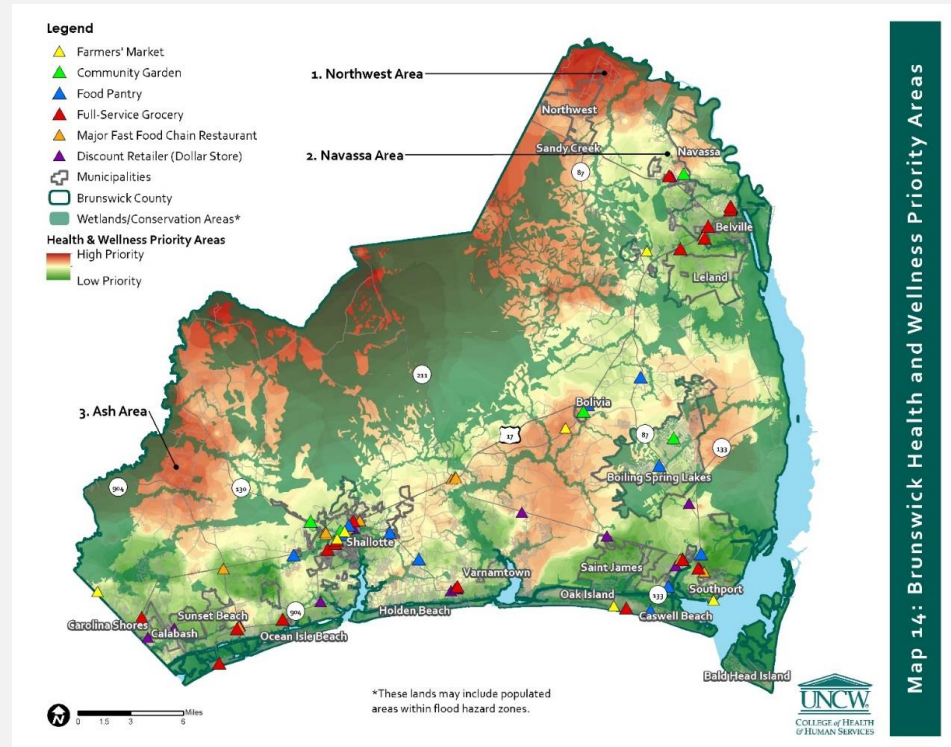 Legend
Farmers' Market
Community Garden
Food Pantry
Full-Service Grocery
Major Fast Food Chain Restaurant
Discount Retailer (Dollar Store)
Municipalities
Brunswick County
Wetlands/Conservation Areas*
Health & Wellness Priority Areas
High Priority
Low Priority
1. Northwest Area
Northwest
2. Navassa Area
Sandy Creek
Navassa
87
Belville
Leland
211
3. Ash Area
Bolivia
17
87
133
Boiling Spring Lakes
904
130
Shallotte
Saint James
Varnamtown
Southport
Oak Island
133
Sunset Beach
904
Holden Beach
Caswell Beach
Carolina Shores
Calabash
Ocean Isle Beach
Bald Head Island
*These lands may include populated
areas within flood hazard zones.
N
0 1.5 3 6
Miles
UNCW
COLLEGE of HEALTH
& HUMAN SERVICES
Map 14: Brunswick Health and Wellness Priority Areas